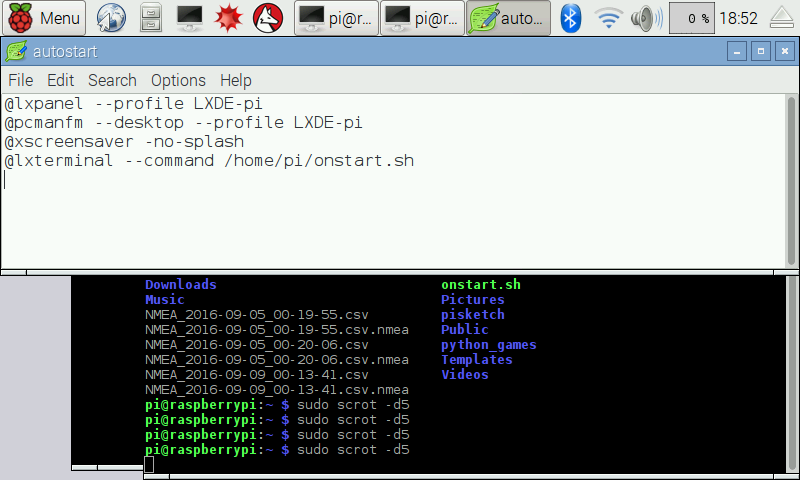 Menu pi@r... pi@r... auto... 0 % 18:52
autostart
File Edit Search Options Help
@lxpanel --profile LXDE-pi
@pcmanfm --desktop --profile LXDE-pi
@xscreensaver -no-splash
@lxterminal --command /home/pi/onstart.sh
Downloads onstart.sh
Music Pictures
NMEA_2016-09-05_00-19-55.csv pisketch
NMEA_2016-09-05_00-19-55.csv.nmea Public
NMEA_2016-09-05_00-20-06.csv python_games
NMEA_2016-09-05_00-20-06.csv.nmea Templates
NMEA_2016-09-09_00-13-41.csv Videos
NMEA_2016-09-09_00-13-41.csv.nmea
pi@raspberrypi:~ $ sudo scrot -d5
pi@raspberrypi:~ $ sudo scrot -d5
pi@raspberrypi:~ $ sudo scrot -d5
pi@raspberrypi:~ $ sudo scrot -d5